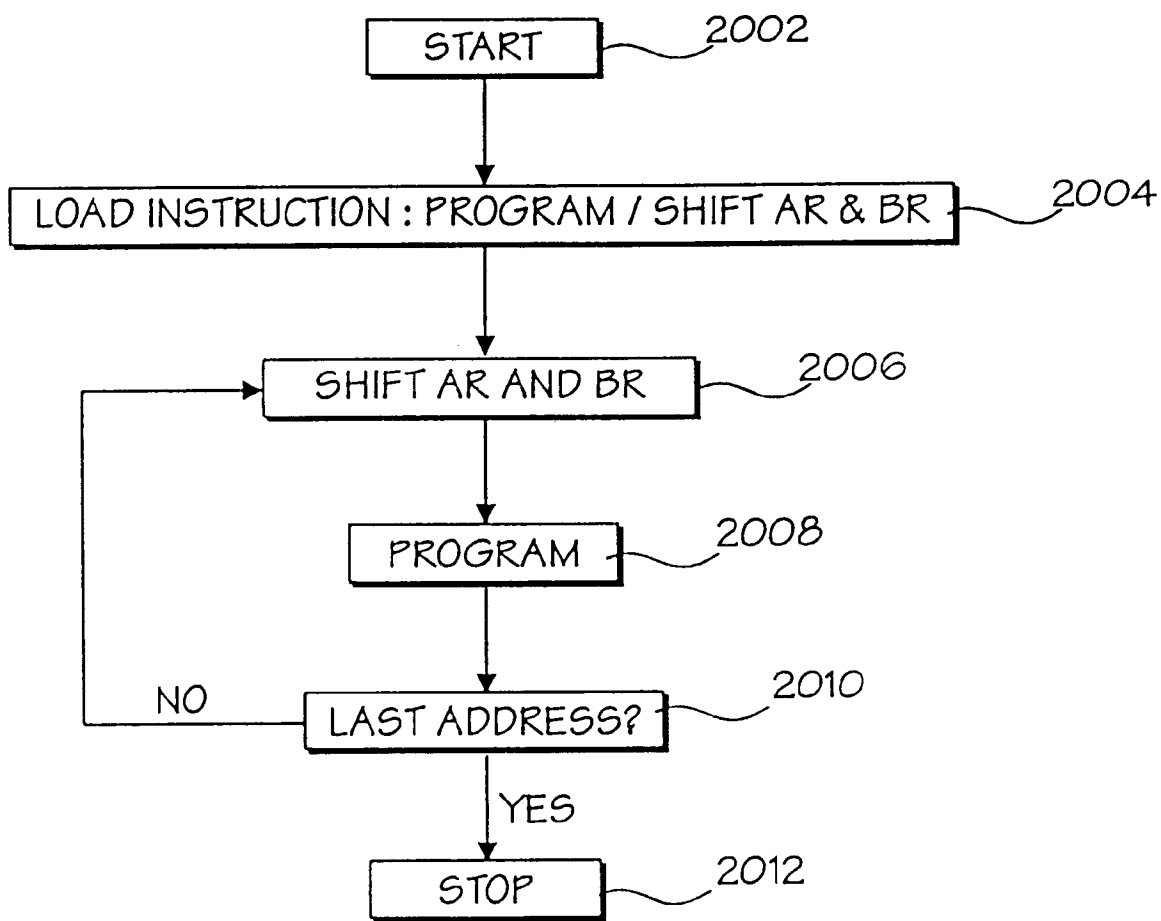 START
2002
LOAD INSTRUCTION : PROGRAM / SHIFT AR & BR
2004
SHIFT AR AND BR
2006
PROGRAM
2008
LAST ADDRESS?
2010
NO
YES
STOP
2012